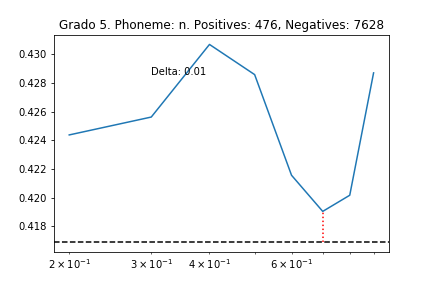 Grado 5. Phoneme: n. Positives: 476, Negatives: 7628
0.430
Delta: 0.01
0.428
0.426
0.424
0.422
0.420
0.418
2 × 10⁻¹ 3 × 10⁻¹ 4 × 10⁻¹ 6 × 10⁻¹